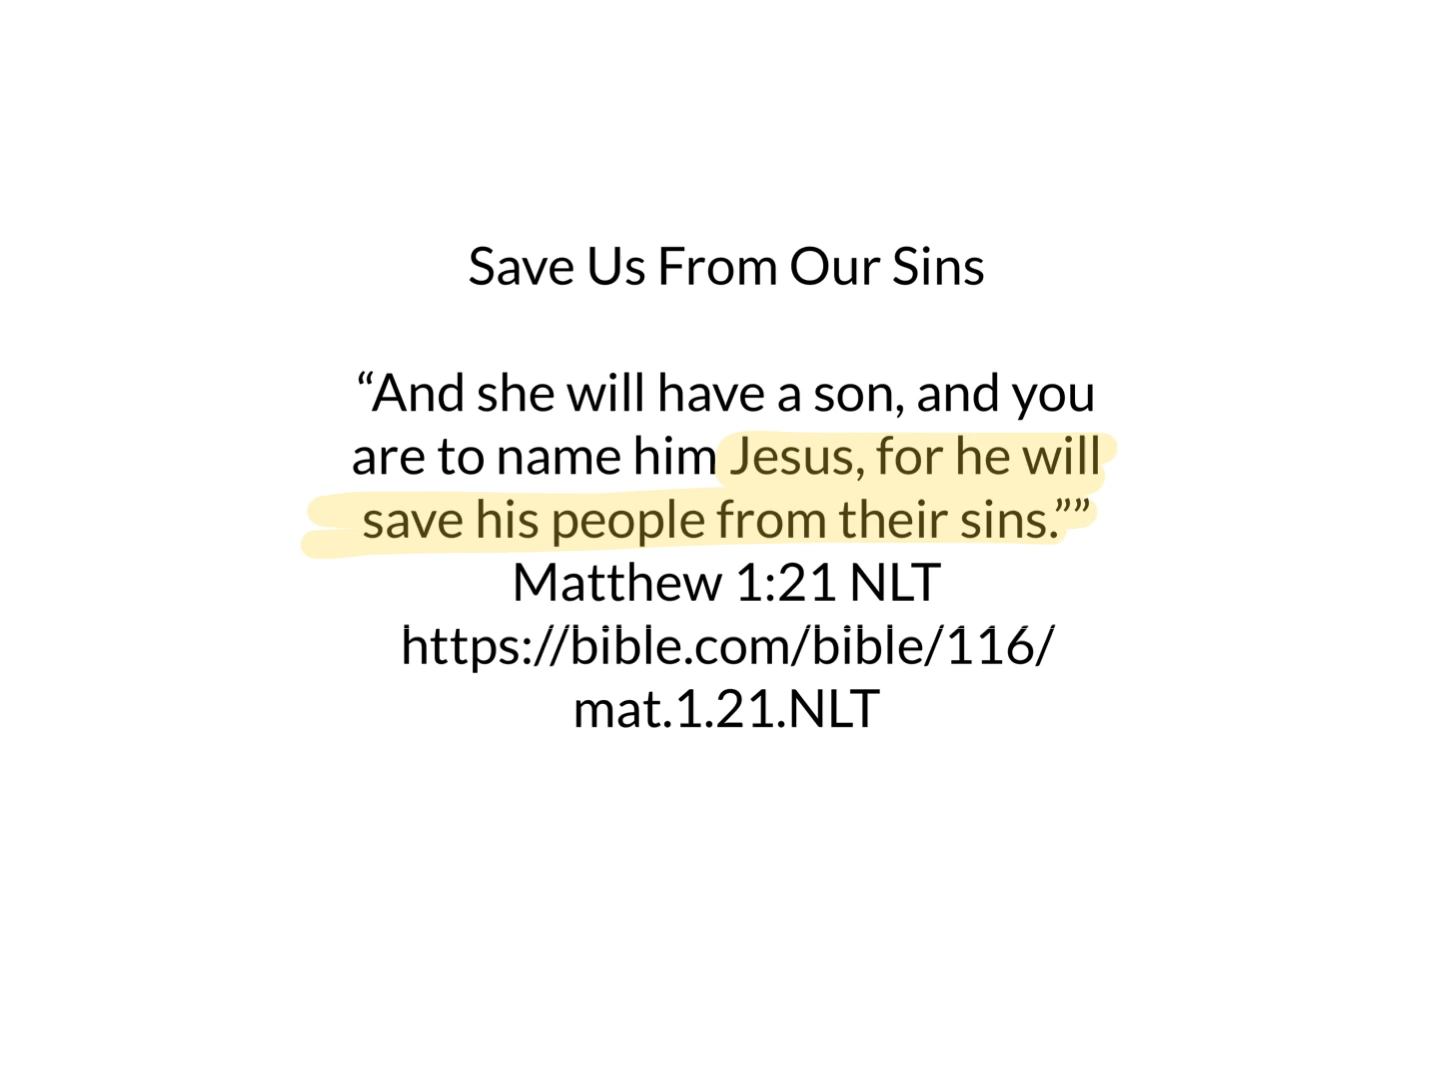 Save Us From Our Sins
“And she will have a son, and you
are to name him Jesus, for he will
save his people from their sins.””
Matthew 1:21 NLT
https://bible.com/bible/116/
mat.1.21.NLT